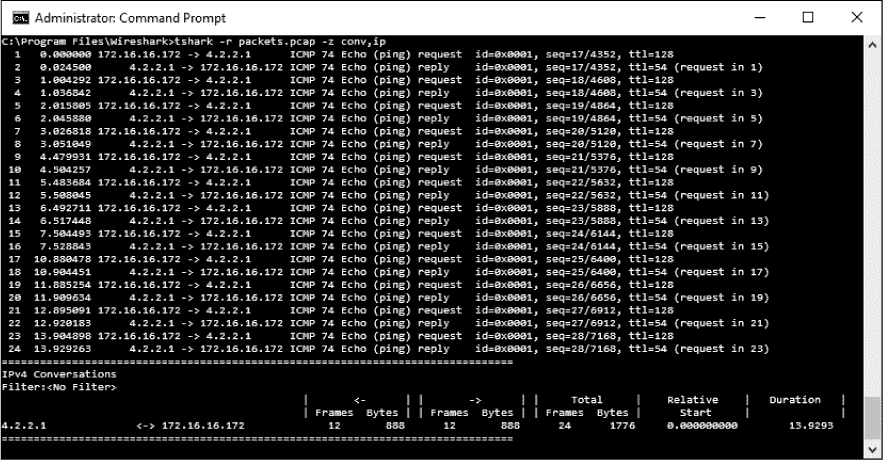 Administrator: Command Prompt
C:\Program Files\Wireshark>tshark -r packets.pcap -z conv,ip
1 0.000000 172.16.16.172 -> 4.2.2.1 ICMP 74 Echo (ping) request id=0x0001, seq=17/4352, ttl=128
2 0.024500 4.2.2.1 -> 172.16.16.172 ICMP 74 Echo (ping) reply id=0x0001, seq=17/4352, ttl=54 (request in 1)
3 1.004292 172.16.16.172 -> 4.2.2.1 ICMP 74 Echo (ping) request id=0x0001, seq=18/4608, ttl=128
4 1.036842 4.2.2.1 -> 172.16.16.172 ICMP 74 Echo (ping) reply id=0x0001, seq=18/4608, ttl=54 (request in 3)
5 2.015805 172.16.16.172 -> 4.2.2.1 ICMP 74 Echo (ping) request id=0x0001, seq=19/4864, ttl=128
6 2.045880 4.2.2.1 -> 172.16.16.172 ICMP 74 Echo (ping) reply id=0x0001, seq=19/4864, ttl=54 (request in 5)
7 3.026818 172.16.16.172 -> 4.2.2.1 ICMP 74 Echo (ping) request id=0x0001, seq=20/5120, ttl=128
8 3.051049 4.2.2.1 -> 172.16.16.172 ICMP 74 Echo (ping) reply id=0x0001, seq=20/5120, ttl=54 (request in 7)
9 4.479931 172.16.16.172 -> 4.2.2.1 ICMP 74 Echo (ping) request id=0x0001, seq=21/5376, ttl=128
10 4.504257 4.2.2.1 -> 172.16.16.172 ICMP 74 Echo (ping) reply id=0x0001, seq=21/5376, ttl=54 (request in 9)
11 5.483684 172.16.16.172 -> 4.2.2.1 ICMP 74 Echo (ping) request id=0x0001, seq=22/5632, ttl=128
12 5.508045 4.2.2.1 -> 172.16.16.172 ICMP 74 Echo (ping) reply id=0x0001, seq=22/5632, ttl=54 (request in 11)
13 6.492711 172.16.16.172 -> 4.2.2.1 ICMP 74 Echo (ping) request id=0x0001, seq=23/5888, ttl=128
14 6.517448 4.2.2.1 -> 172.16.16.172 ICMP 74 Echo (ping) reply id=0x0001, seq=23/5888, ttl=54 (request in 13)
15 7.504493 172.16.16.172 -> 4.2.2.1 ICMP 74 Echo (ping) request id=0x0001, seq=24/6144, ttl=128
16 7.528843 4.2.2.1 -> 172.16.16.172 ICMP 74 Echo (ping) reply id=0x0001, seq=24/6144, ttl=54 (request in 15)
17 10.880478 172.16.16.172 -> 4.2.2.1 ICMP 74 Echo (ping) request id=0x0001, seq=25/6400, ttl=128
18 10.904451 4.2.2.1 -> 172.16.16.172 ICMP 74 Echo (ping) reply id=0x0001, seq=25/6400, ttl=54 (request in 17)
19 11.885254 172.16.16.172 -> 4.2.2.1 ICMP 74 Echo (ping) request id=0x0001, seq=26/6656, ttl=128
20 11.909634 4.2.2.1 -> 172.16.16.172 ICMP 74 Echo (ping) reply id=0x0001, seq=26/6656, ttl=54 (request in 19)
21 12.895091 172.16.16.172 -> 4.2.2.1 ICMP 74 Echo (ping) request id=0x0001, seq=27/6912, ttl=128
22 12.920183 4.2.2.1 -> 172.16.16.172 ICMP 74 Echo (ping) reply id=0x0001, seq=27/6912, ttl=54 (request in 21)
23 13.904898 172.16.16.172 -> 4.2.2.1 ICMP 74 Echo (ping) request id=0x0001, seq=28/7168, ttl=128
24 13.929263 4.2.2.1 -> 172.16.16.172 ICMP 74 Echo (ping) reply id=0x0001, seq=28/7168, ttl=54 (request in 23)
================================================================================
IPv4 Conversations
Filter:<No Filter>
| <- | | -> | | Total | Relative | Duration |
| Frames Bytes | | Frames Bytes | | Frames Bytes | Start | |
4.2.2.1 <-> 172.16.16.172 12 888 12 888 24 1776 0.000000000 13.9293
================================================================================